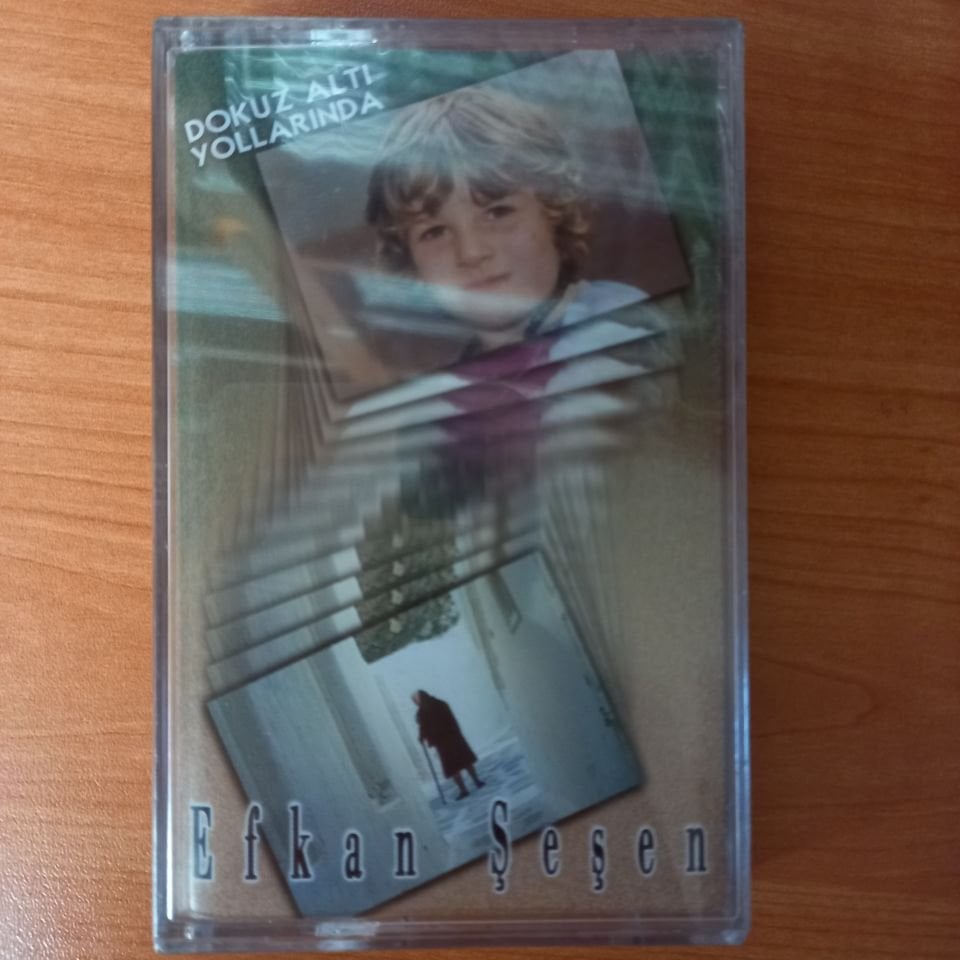 DOKUZ ALTI
YOLLARINDA
Efkan Şeşen